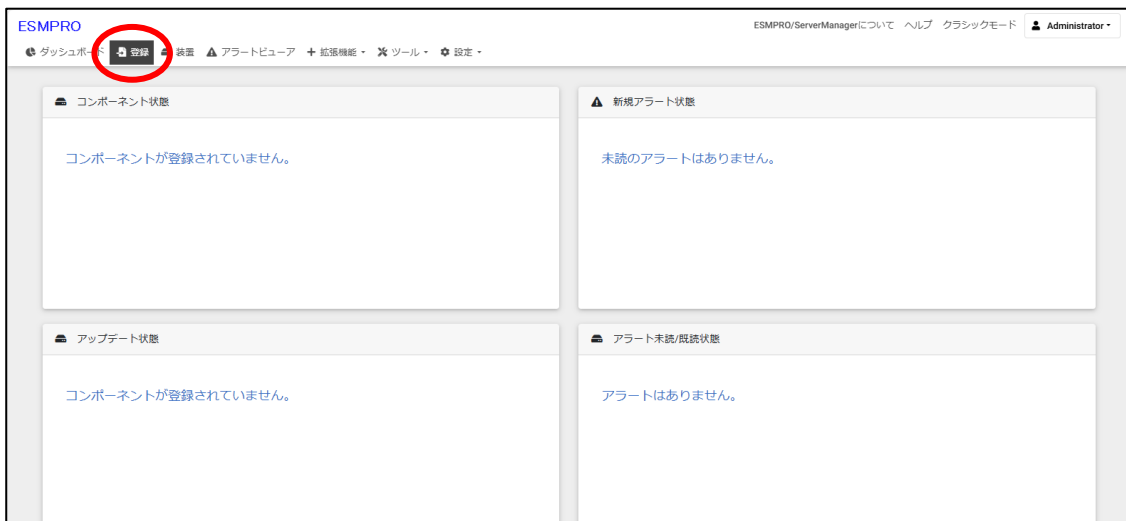 ESMPRO
ESMPRO/ServerManagerについて ヘルプ クラシックモード Administrator
ダッシュボード 登録 装置 アラートビューア 拡張機能 ツール 設定
コンポーネント状態
コンポーネントが登録されていません。
新規アラート状態
未読のアラートはありません。
アップデート状態
コンポーネントが登録されていません。
アラート未読/既読状態
アラートはありません。